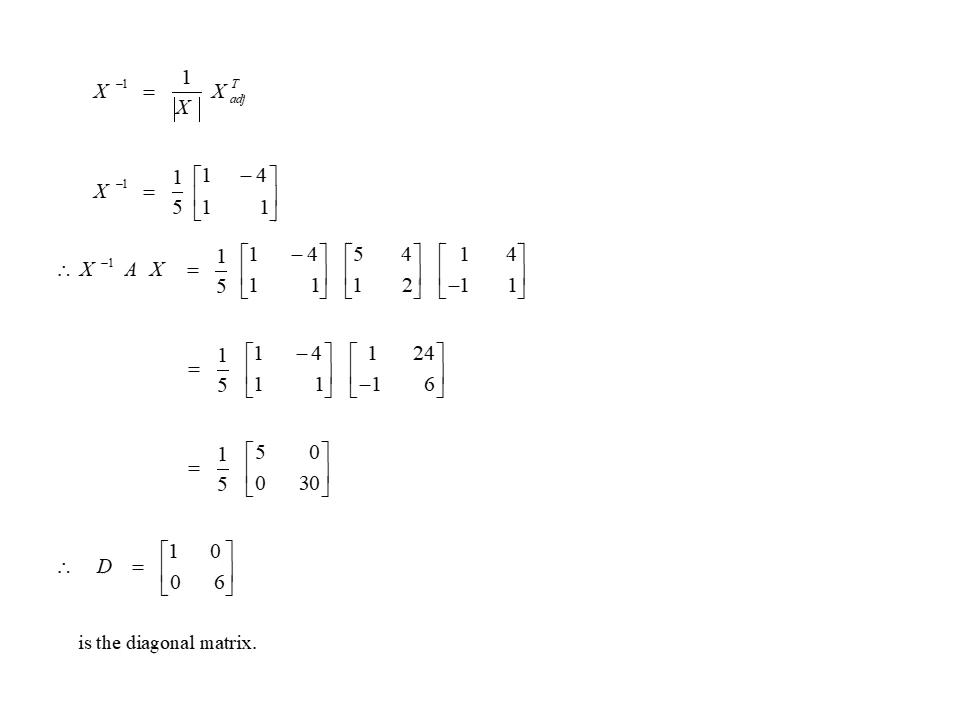 X⁻¹ = 1/|X| Xᵀ_adj
X⁻¹ = 1/5 [1 −4; 1 1]
∴ X⁻¹ A X = 1/5 [1 −4; 1 1] [5 4; 1 2] [1 4; −1 1]
= 1/5 [1 −4; 1 1] [1 24; −1 6]
= 1/5 [5 0; 0 30]
∴ D = [1 0; 0 6]
is the diagonal matrix.